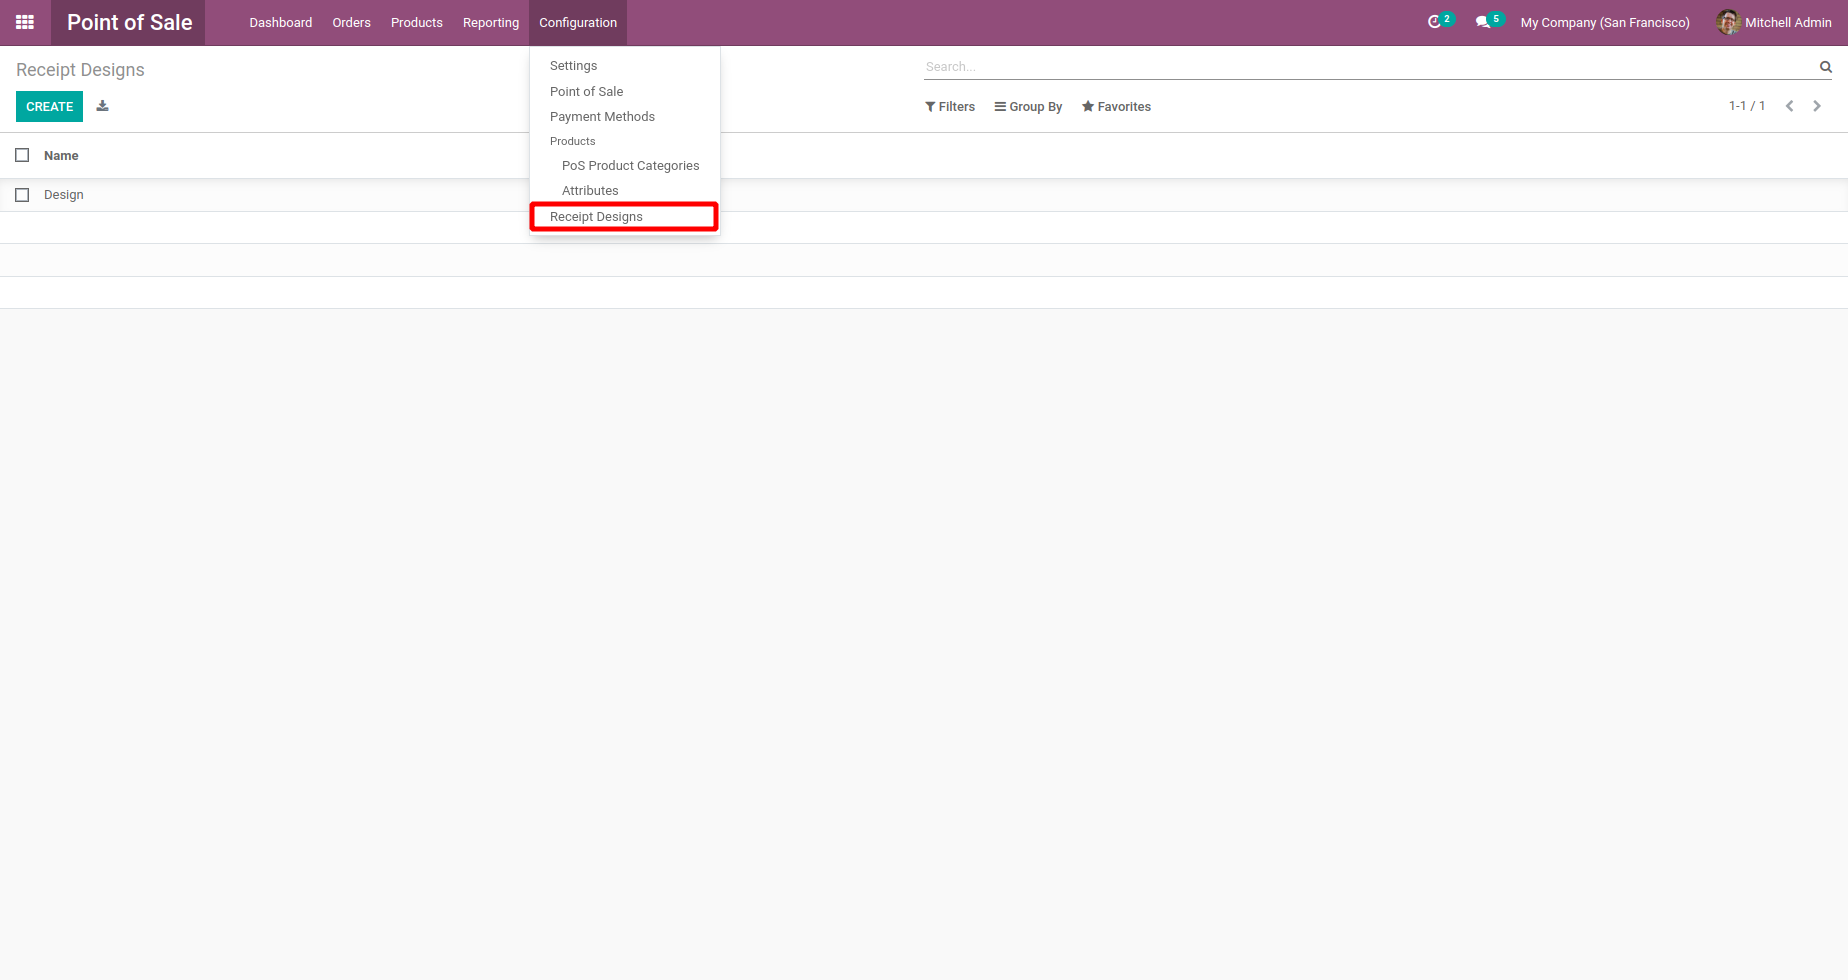 Point of Sale Dashboard Orders Products Reporting Configuration 2 5 My Company (San Francisco) Mitchell Admin
Receipt Designs
Search...
CREATE
Filters Group By Favorites 1-1 / 1
Settings
Point of Sale
Payment Methods
Products
PoS Product Categories
Attributes
Receipt Designs
Name
Design